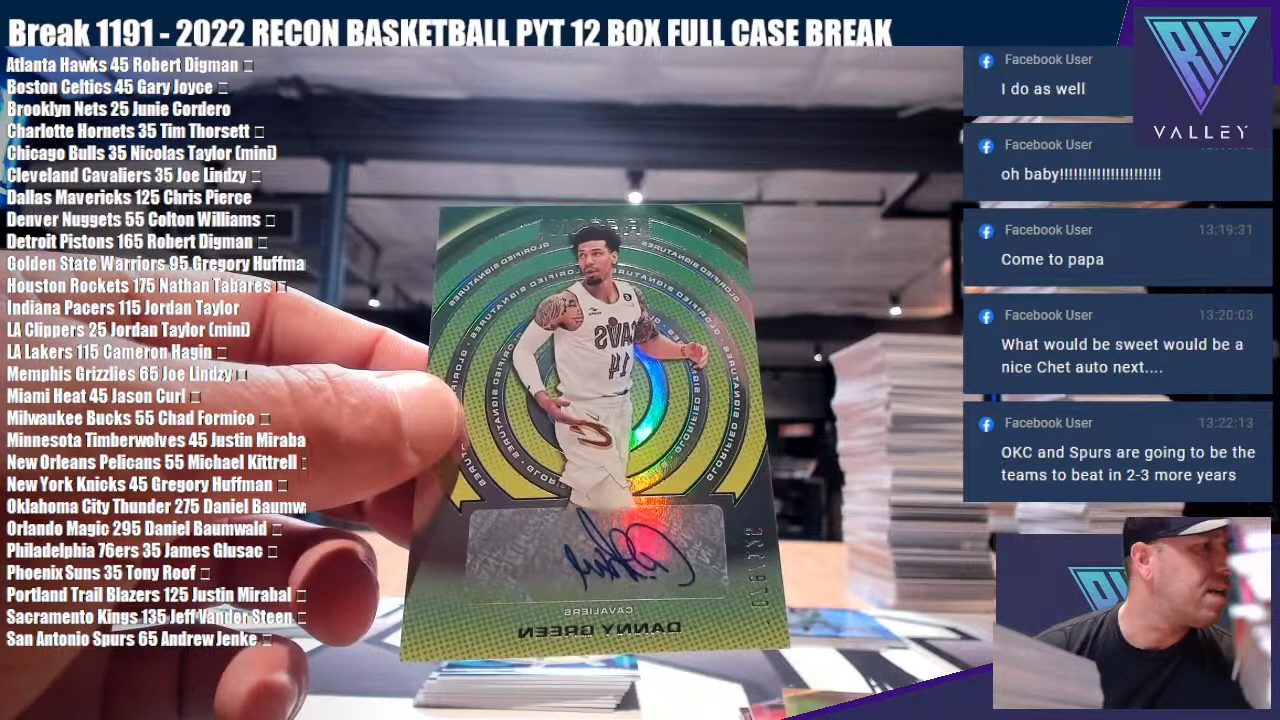 Break 1191 - 2022 RECON BASKETBALL PYT 12 BOX FULL CASE BREAK
Atlanta Hawks 45 Robert Digman
Boston Celtics 45 Gary Joyce
Brooklyn Nets 25 Junie Cordero
Charlotte Hornets 35 Tim Thorsett
Chicago Bulls 35 Nicolas Taylor (mini)
Cleveland Cavaliers 35 Joe Lindzy
Dallas Mavericks 125 Chris Pierce
Denver Nuggets 55 Colton Williams
Detroit Pistons 165 Robert Digman
Golden State Warriors 95 Gregory Huffma
Houston Rockets 175 Nathan Tabares
Indiana Pacers 115 Jordan Taylor
LA Clippers 25 Jordan Taylor (mini)
LA Lakers 115 Cameron Hagin
Memphis Grizzlies 65 Joe Lindzy
Miami Heat 45 Jason Curl
Milwaukee Bucks 55 Chad Formico
Minnesota Timberwolves 45 Justin Miraba
New Orleans Pelicans 55 Michael Kittrell
New York Knicks 45 Gregory Huffman
Oklahoma City Thunder 275 Daniel Baumw
Orlando Magic 295 Daniel Baumwald
Philadelphia 76ers 35 James Glusac
Phoenix Suns 35 Tony Roof
Portland Trail Blazers 125 Justin Mirabal
Sacramento Kings 135 Jeff Vander Steen
San Antonio Spurs 65 Andrew Jenke
RECON
GLORIFIED SIGNATURES
CAVS
14
CAVALIERS
DANNY GREEN
Facebook User
I do as well
Facebook User
oh baby!!!!!!!!!!!!!!!!!!!!!!
Facebook User 13:19:31
Come to papa
Facebook User 13:20:03
What would be sweet would be a
nice Chet auto next....
Facebook User 13:22:13
OKC and Spurs are going to be the
teams to beat in 2-3 more years
RIP
VALLEY